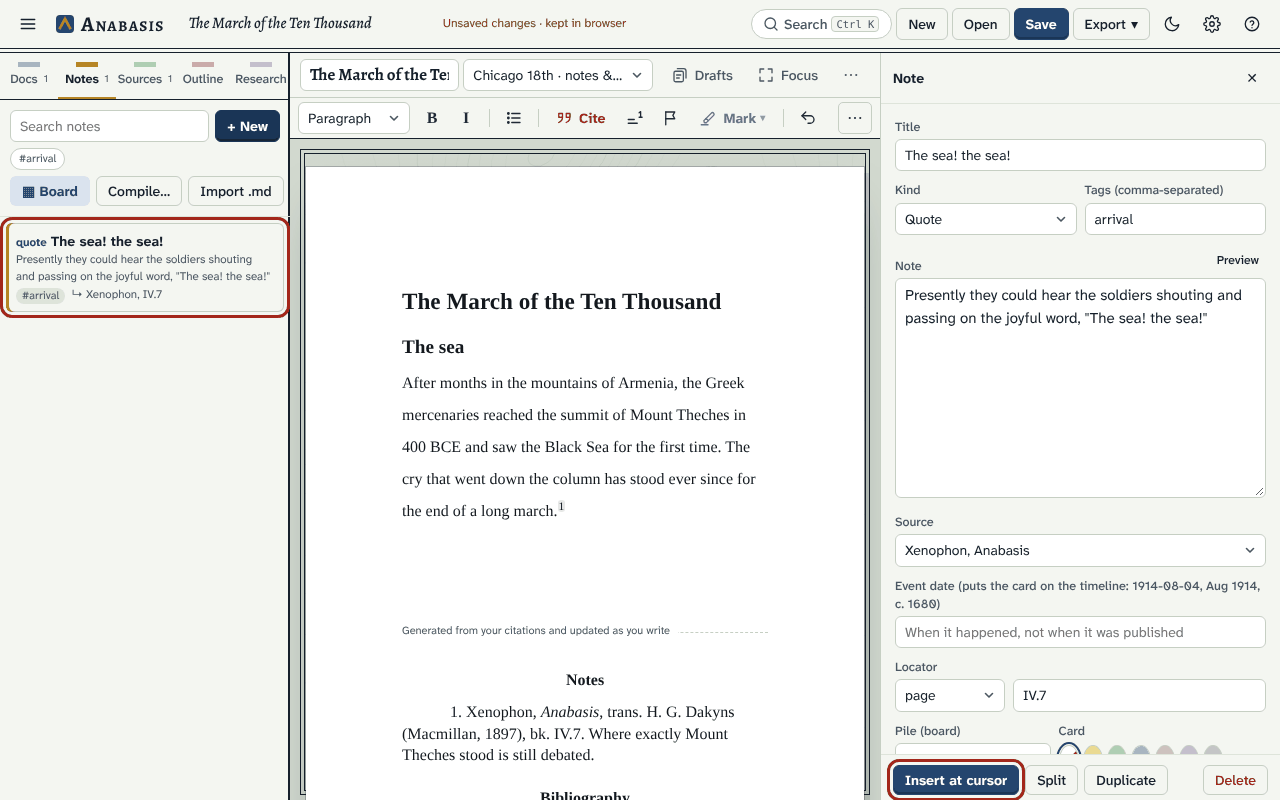 ANABASIS
The March of the Ten Thousand
Unsaved changes · kept in browser
Search Ctrl K
New
Open
Save
Export ▾
Docs 1
Notes 1
Sources 1
Outline
Research
Search notes
+ New
#arrival
Board
Compile...
Import .md
quote The sea! the sea!
Presently they could hear the soldiers shouting
and passing on the joyful word, "The sea! the sea!"
#arrival ↪ Xenophon, IV.7
The March of the Te
Chicago 18th · notes &...
Drafts
Focus
...
Paragraph
B
I
Cite
Mark ▾
...
The March of the Ten Thousand
The sea
After months in the mountains of Armenia, the Greek
mercenaries reached the summit of Mount Theches in
400 BCE and saw the Black Sea for the first time. The
cry that went down the column has stood ever since for
the end of a long march.1
Generated from your citations and updated as you write
Notes
1. Xenophon, Anabasis, trans. H. G. Dakyns
(Macmillan, 1897), bk. IV.7. Where exactly Mount
Theches stood is still debated.
Bibliography
Note
Title
The sea! the sea!
Kind
Tags (comma-separated)
Quote
arrival
Note
Preview
Presently they could hear the soldiers shouting and
passing on the joyful word, "The sea! the sea!"
Source
Xenophon, Anabasis
Event date (puts the card on the timeline: 1914-08-04, Aug 1914,
c. 1680)
When it happened, not when it was published
Locator
page
IV.7
Pile (board)
Card
Insert at cursor
Split
Duplicate
Delete